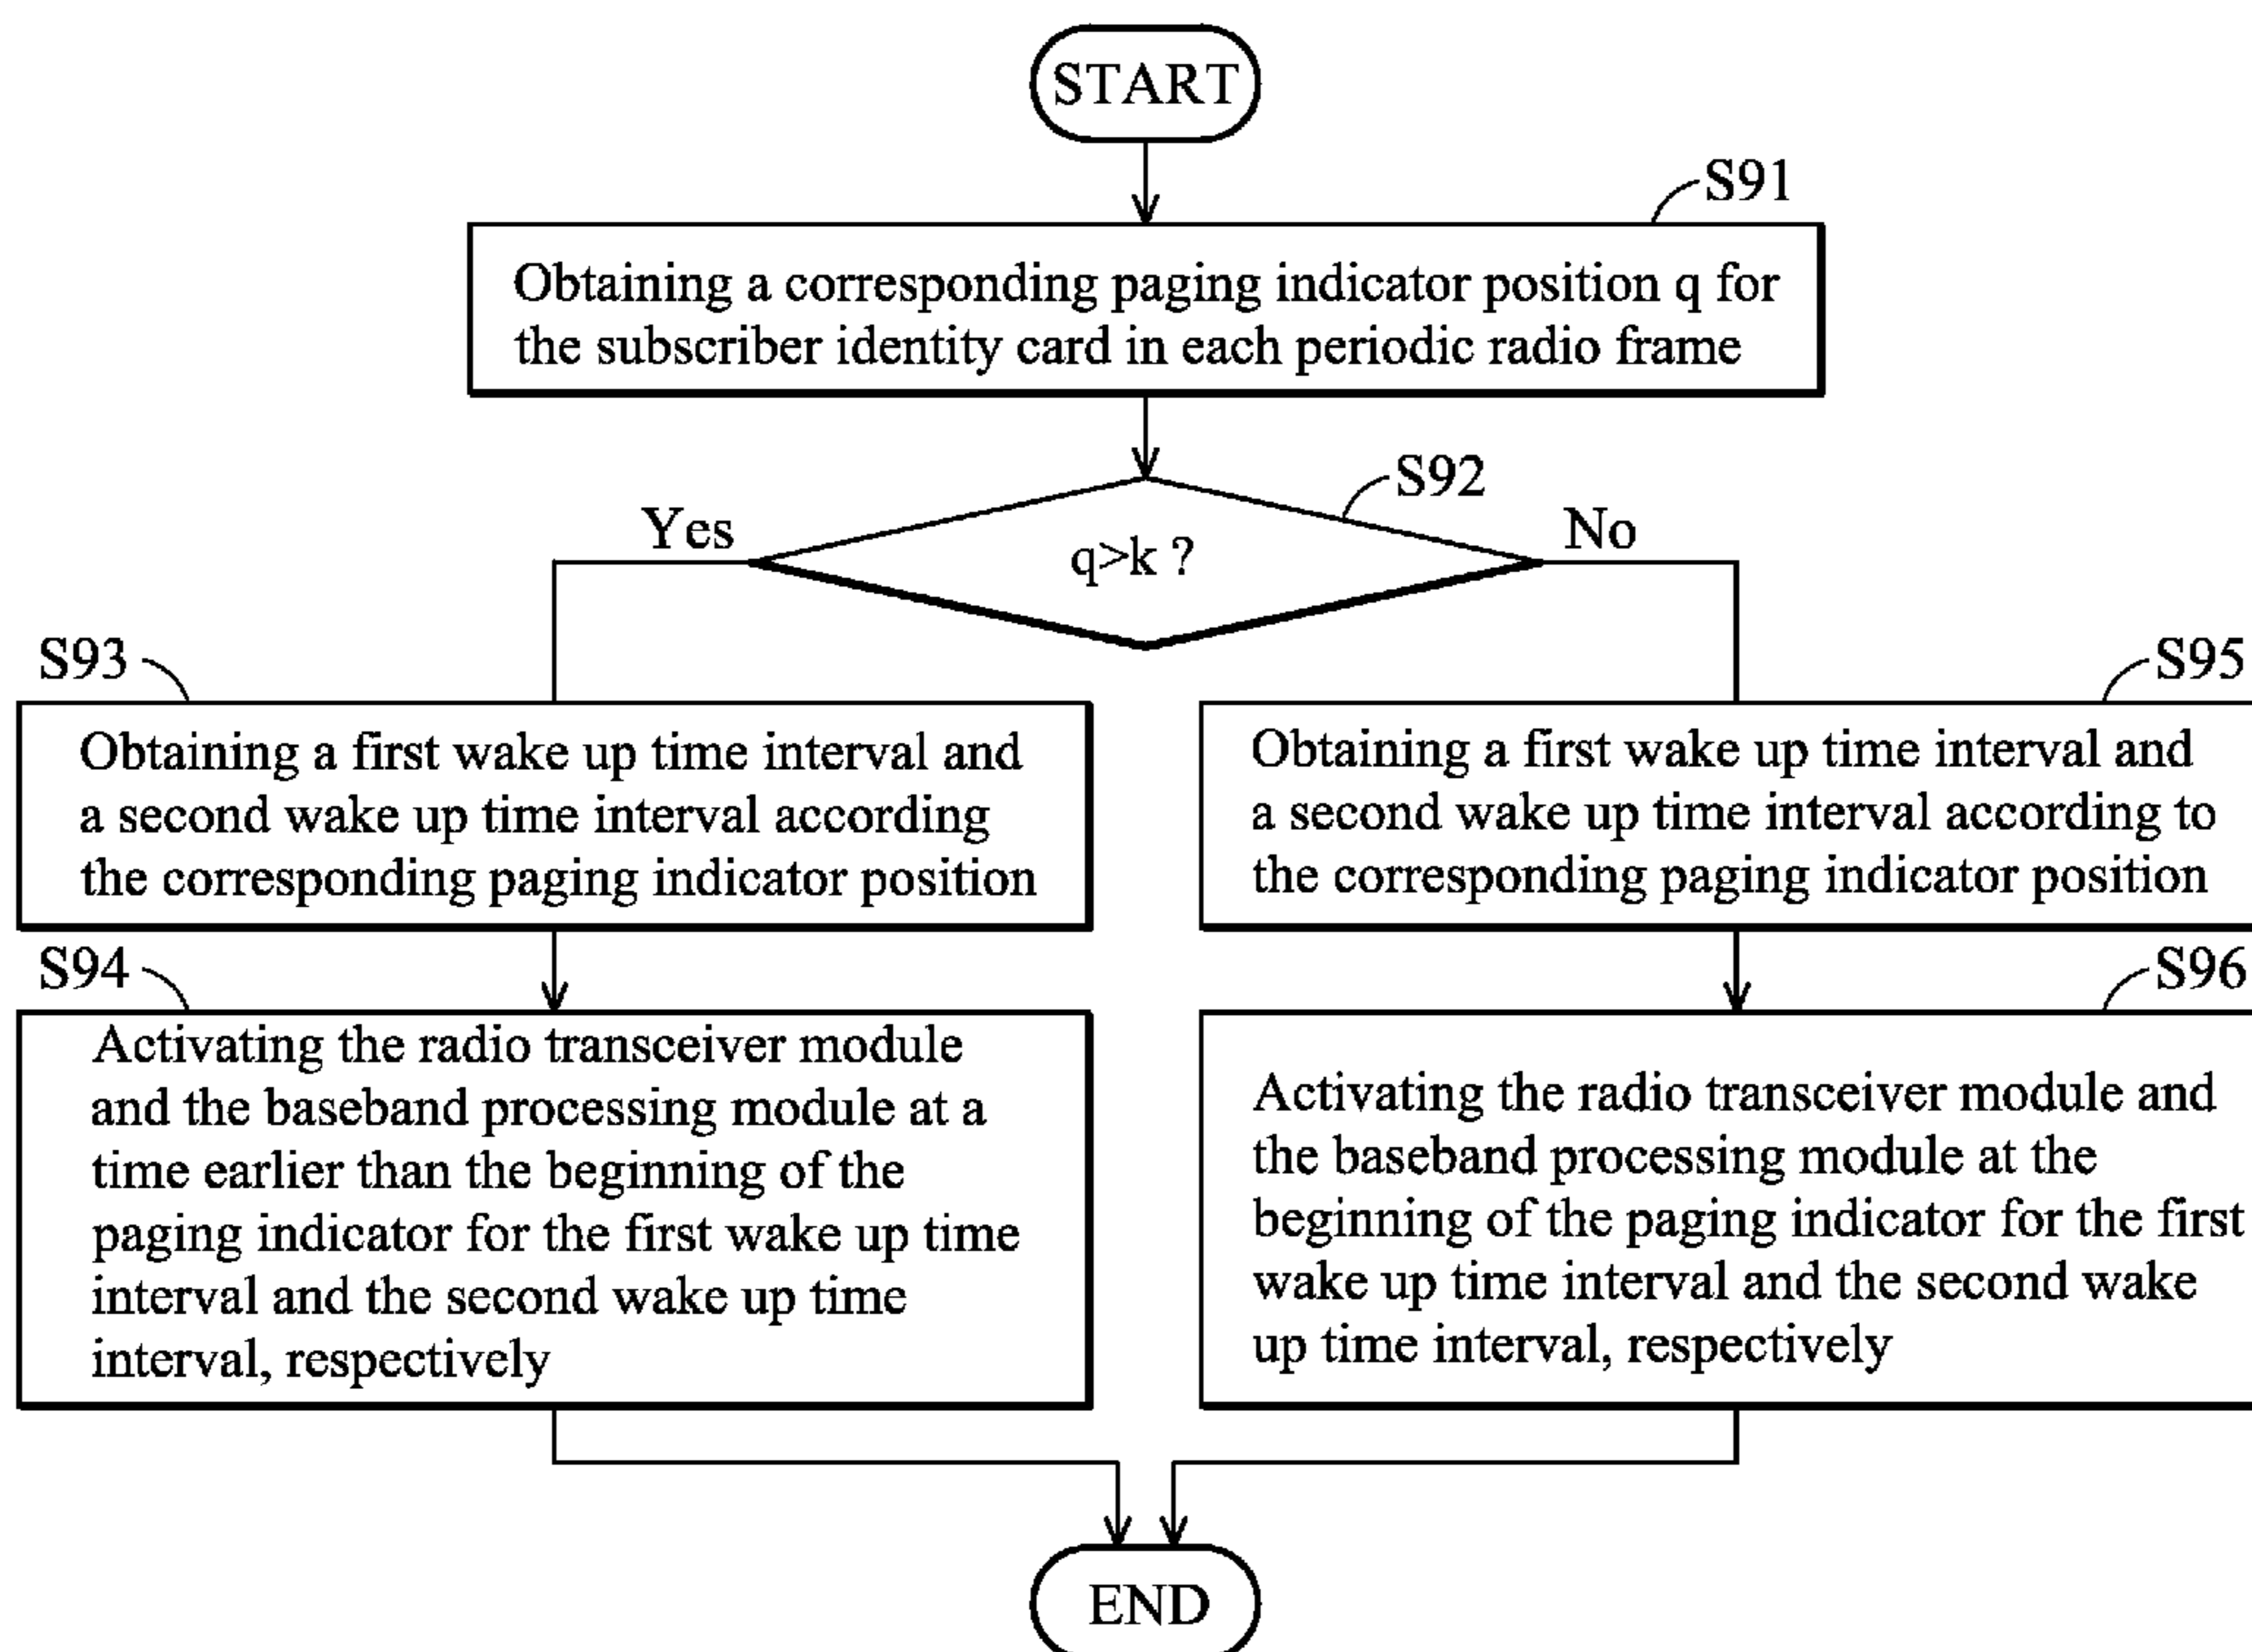 START
S91
Obtaining a corresponding paging indicator position q for
the subscriber identity card in each periodic radio frame
S92
Yes
q>k ?
No
S93
Obtaining a first wake up time interval and
a second wake up time interval according
the corresponding paging indicator position
S95
Obtaining a first wake up time interval and
a second wake up time interval according to
the corresponding paging indicator position
S94
Activating the radio transceiver module
and the baseband processing module at a
time earlier than the beginning of the
paging indicator for the first wake up time
interval and the second wake up time
interval, respectively
S96
Activating the radio transceiver module and
the baseband processing module at the
beginning of the paging indicator for the first
wake up time interval and the second wake
up time interval, respectively
END